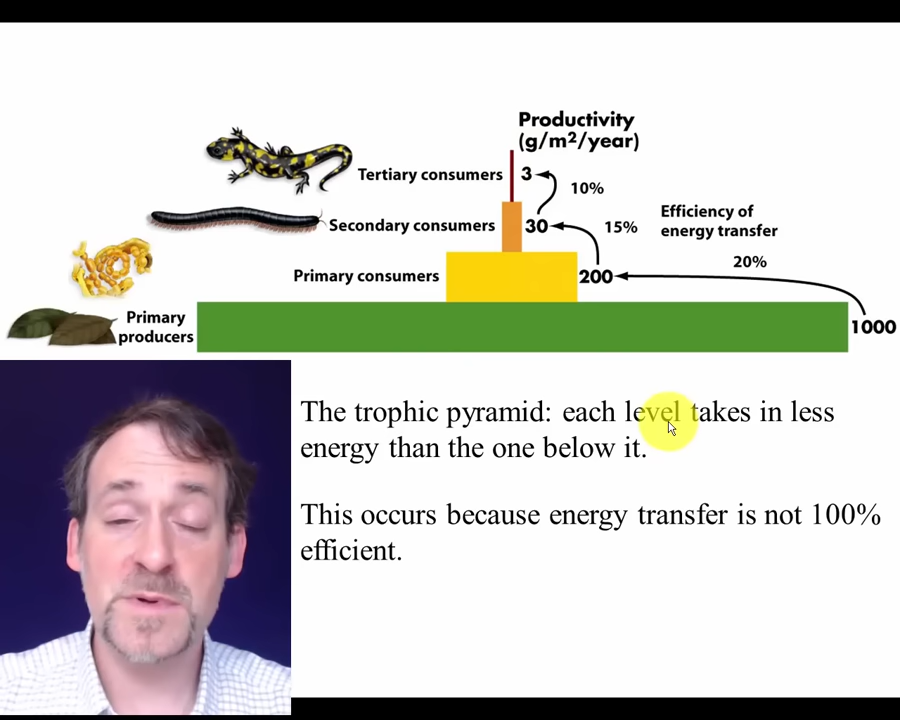 Productivity
(g/m²/year)
Tertiary consumers 3
10%
Secondary consumers 30 15% Efficiency of
energy transfer
20%
Primary consumers 200
Primary
producers
1000
The trophic pyramid: each level takes in less
energy than the one below it.
This occurs because energy transfer is not 100%
efficient.